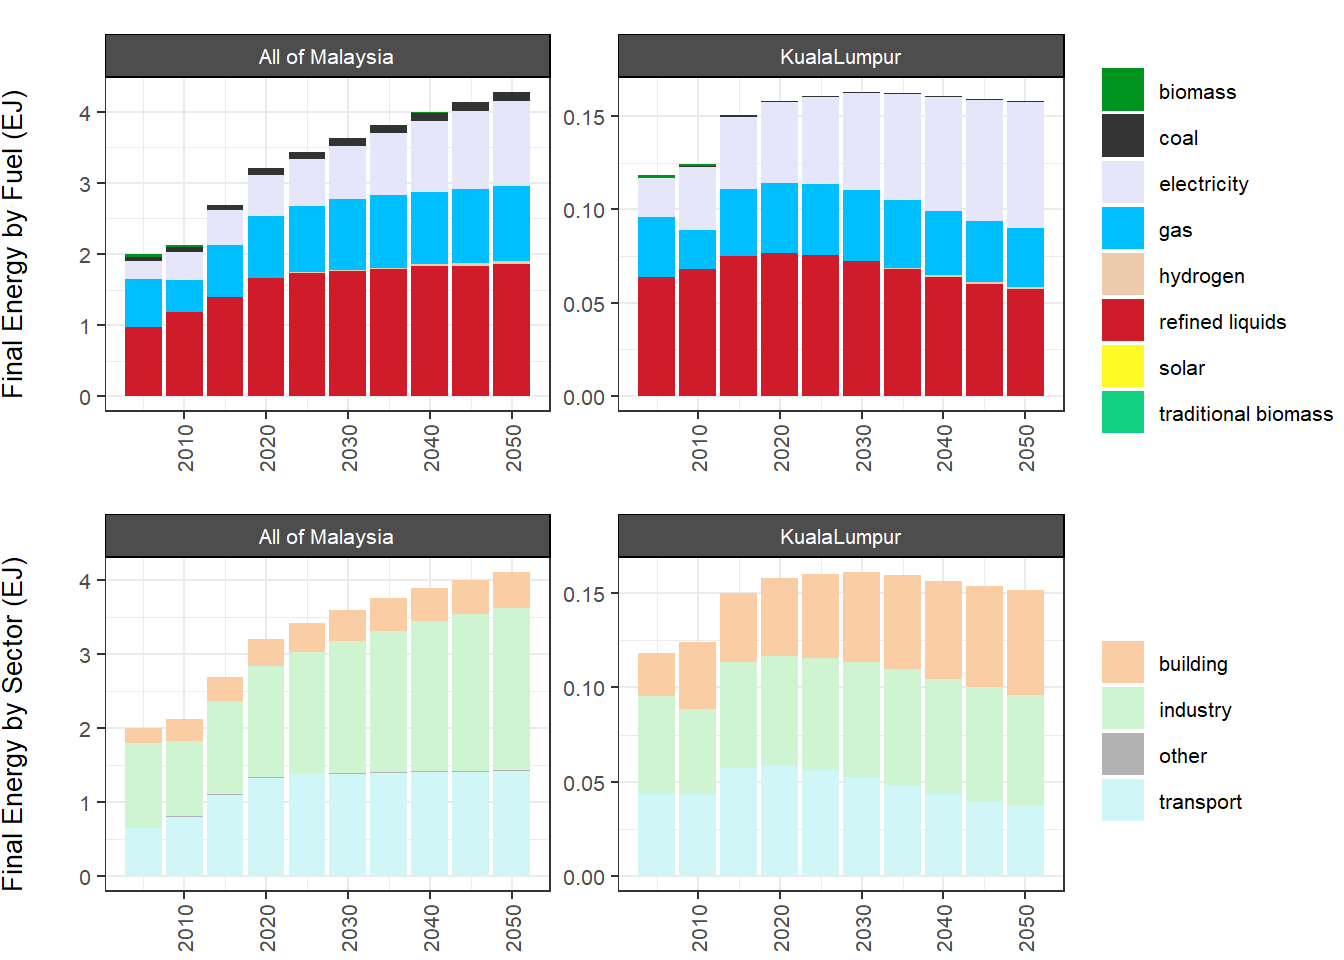 Final Energy by Fuel (EJ)
All of Malaysia
4
3
2
1
0
2010
2020
2030
2040
2050
KualaLumpur
0.15
0.10
0.05
0.00
2010
2020
2030
2040
2050
biomass
coal
electricity
gas
hydrogen
refined liquids
solar
traditional biomass
Final Energy by Sector (EJ)
All of Malaysia
4
3
2
1
0
2010
2020
2030
2040
2050
KualaLumpur
0.15
0.10
0.05
0.00
2010
2020
2030
2040
2050
building
industry
other
transport